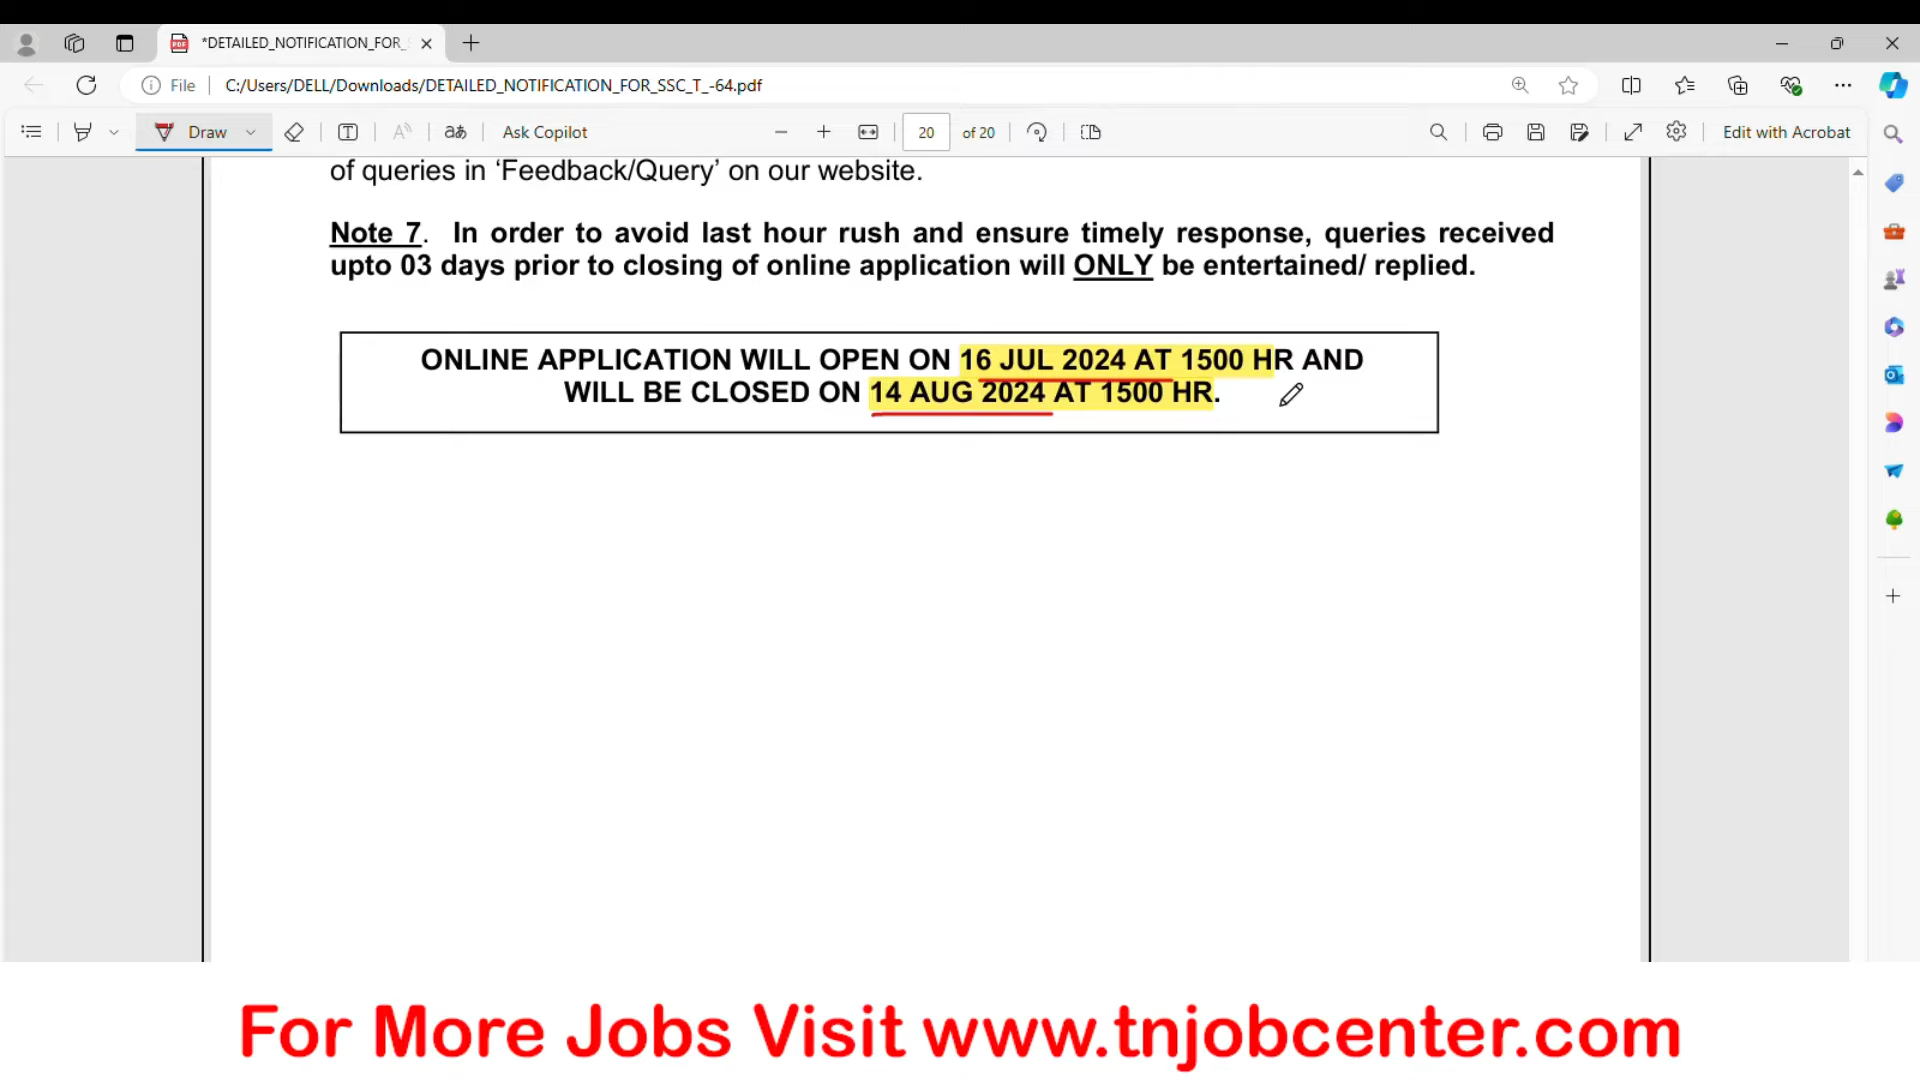 *DETAILED_NOTIFICATION_FOR_
File
C:/Users/DELL/Downloads/DETAILED_NOTIFICATION_FOR_SSC_T_-64.pdf
Draw
aあ
Ask Copilot
20
of 20
Edit with Acrobat
of queries in ‘Feedback/Query’ on our website.
Note 7. In order to avoid last hour rush and ensure timely response, queries received
upto 03 days prior to closing of online application will ONLY be entertained/ replied.
ONLINE APPLICATION WILL OPEN ON 16 JUL 2024 AT 1500 HR AND
WILL BE CLOSED ON 14 AUG 2024 AT 1500 HR.
For More Jobs Visit www.tnjobcenter.com